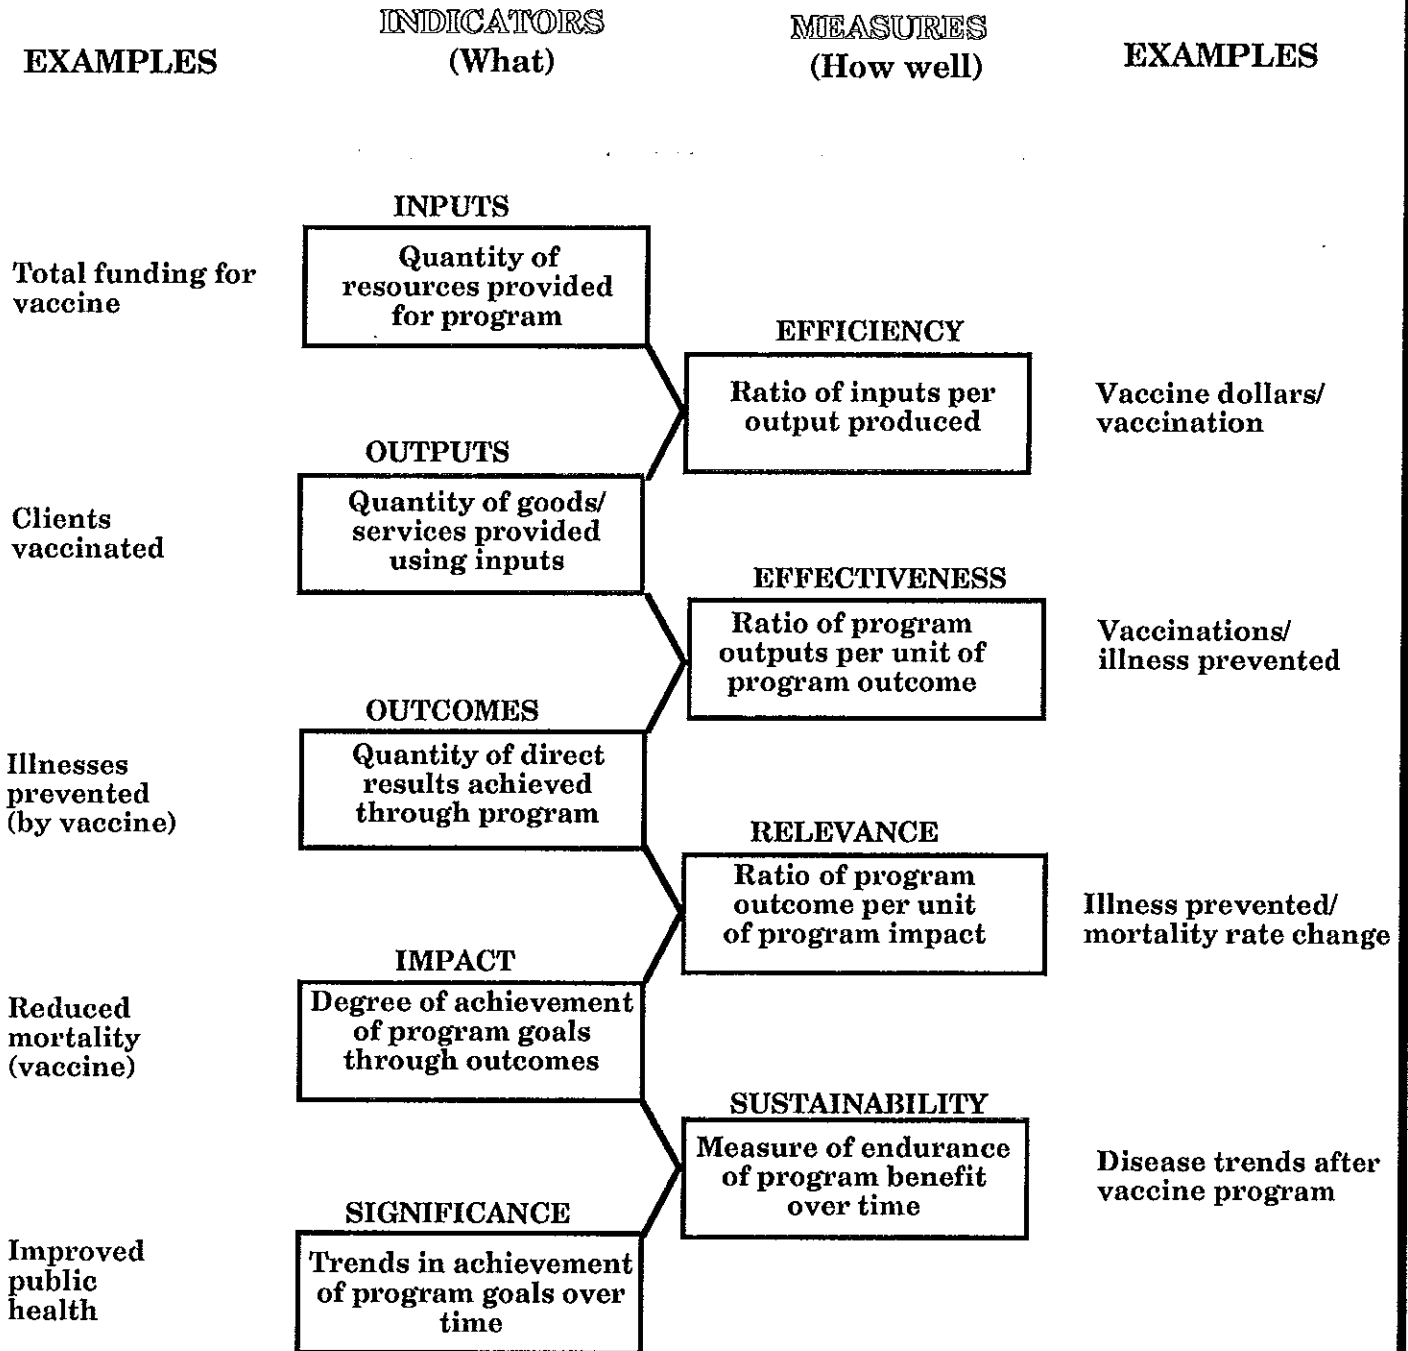 INDICATORS
(What)
MEASURES
(How well)
EXAMPLES
EXAMPLES
INPUTS
Quantity of
resources provided
for program
Total funding for
vaccine
EFFICIENCY
Ratio of inputs per
output produced
Vaccine dollars/
vaccination
OUTPUTS
Quantity of goods/
services provided
using inputs
Clients
vaccinated
EFFECTIVENESS
Ratio of program
outputs per unit of
program outcome
Vaccinations/
illness prevented
OUTCOMES
Quantity of direct
results achieved
through program
Illnesses
prevented
(by vaccine)
RELEVANCE
Ratio of program
outcome per unit
of program impact
Illness prevented/
mortality rate change
IMPACT
Degree of achievement
of program goals
through outcomes
Reduced
mortality
(vaccine)
SUSTAINABILITY
Measure of endurance
of program benefit
over time
Disease trends after
vaccine program
SIGNIFICANCE
Trends in achievement
of program goals over
time
Improved
public
health